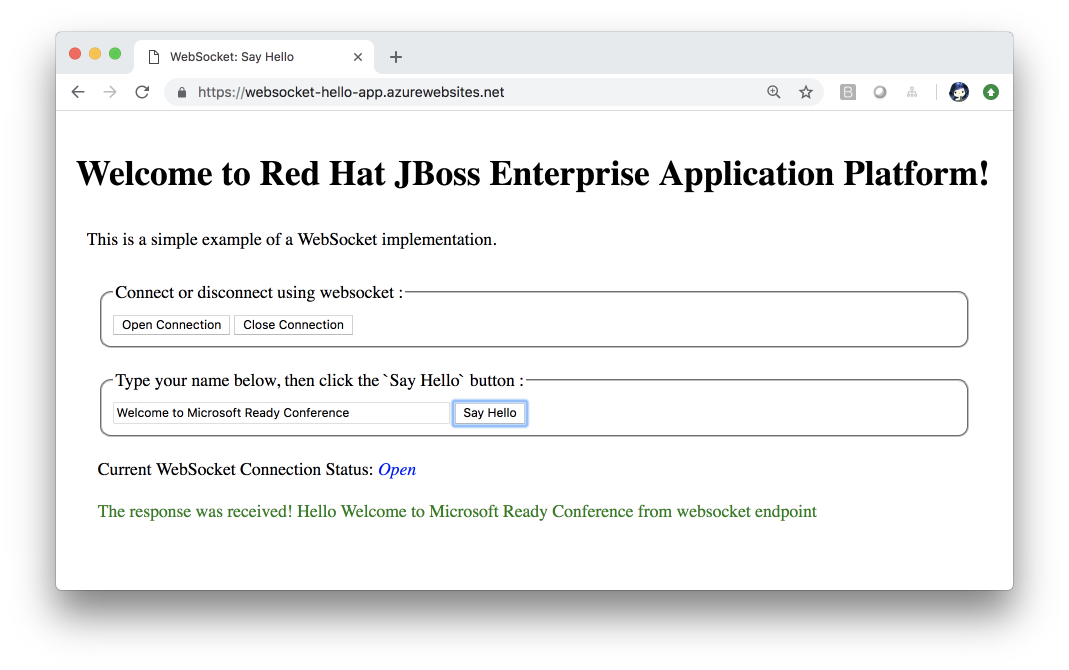 WebSocket: Say Hello
https://websocket-hello-app.azurewebsites.net
B
Welcome to Red Hat JBoss Enterprise Application Platform!
This is a simple example of a WebSocket implementation.
Connect or disconnect using websocket :
Open Connection Close Connection
Type your name below, then click the `Say Hello` button :
Welcome to Microsoft Ready Conference Say Hello
Current WebSocket Connection Status: Open
The response was received! Hello Welcome to Microsoft Ready Conference from websocket endpoint